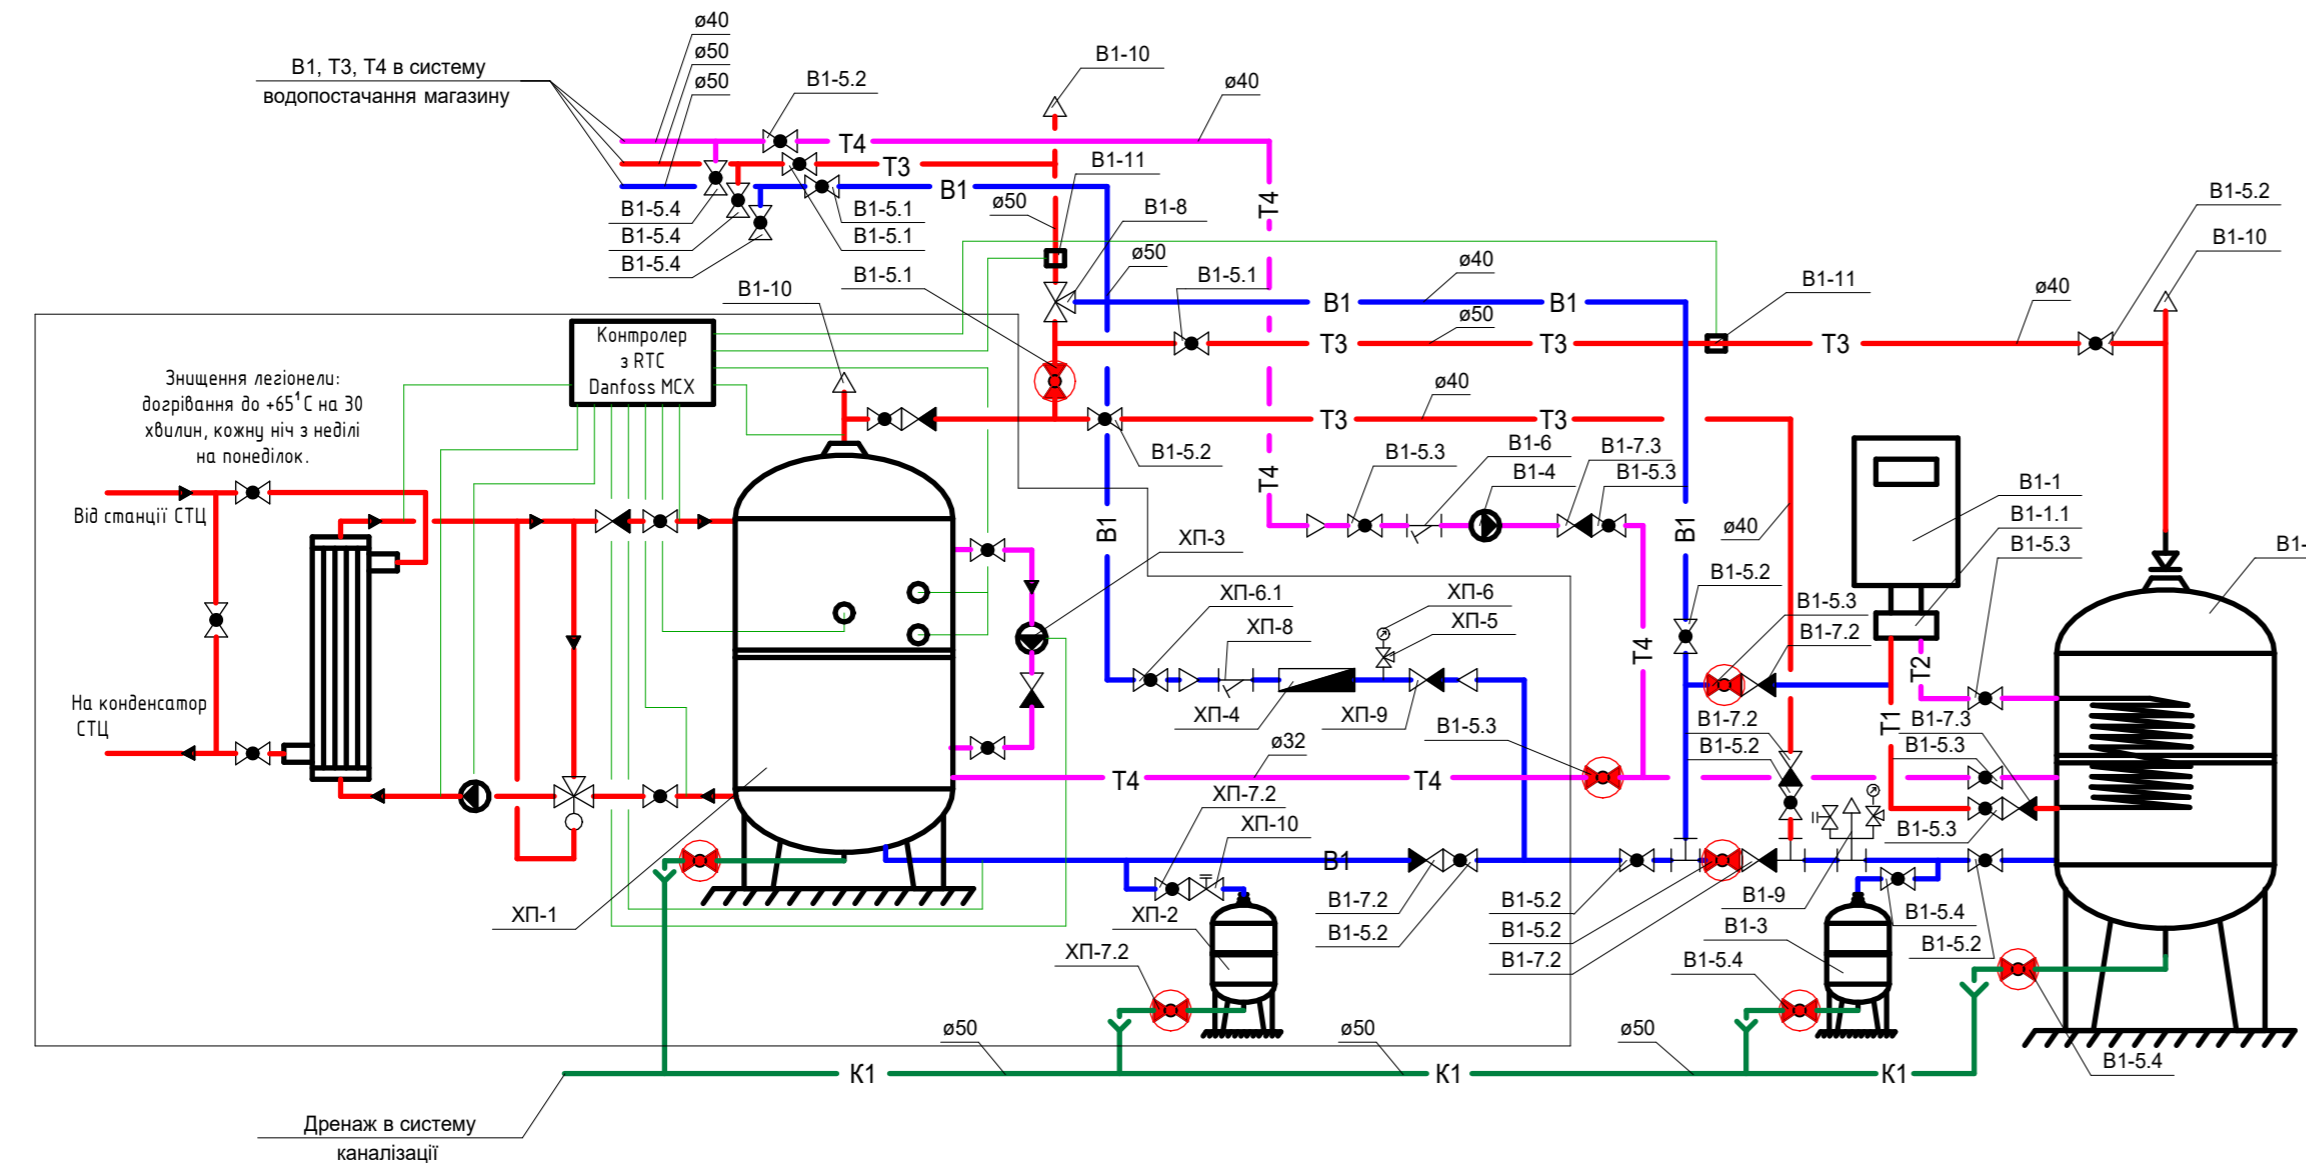 ø40
ø50
ø50
В1, Т3, Т4 в систему
водопостачання магазину
В1-5.2
В1-10
ø40
Т4
Т3
В1
В1-11
В1-5.4
В1-5.4
В1-5.4
В1-5.1
В1-5.1
ø50
В1-8
Т4
В1-5.2
В1-10
В1-10
В1-5.1
ø50
В1-5.1
ø40
В1-11
ø40
В1
В1
ø50
Т3
Т3
Т3
Контролер
з RTC
Danfoss MCX
Знищення легіонели:
догрівання до +65¹С на 30
хвилин, кожну ніч з неділі
на понеділок.
ø40
Т3
Т3
В1-5.2
Т4
В1-5.3
В1-6
В1-4
В1-7.3
В1-5.3
В1-1
В1-1.1
В1-5.3
В1-
Від станції СТЦ
В1
В1
ø40
ХП-3
В1-5.2
В1-5.3
В1-7.2
ХП-6.1
ХП-8
ХП-6
ХП-5
Т4
Т2
На конденсатор
СТЦ
ХП-4
ХП-9
В1-5.3
В1-7.2
В1-5.2
Т1
В1-7.3
В1-5.3
ø32
Т4
Т4
ХП-7.2
ХП-10
В1-5.3
В1
ХП-1
ХП-2
В1-7.2
В1-5.2
В1-5.2
В1-5.2
В1-7.2
В1-9
В1-3
В1-5.4
В1-5.2
ХП-7.2
В1-5.4
ø50
ø50
ø50
К1
К1
К1
В1-5.4
Дренаж в систему
каналізації